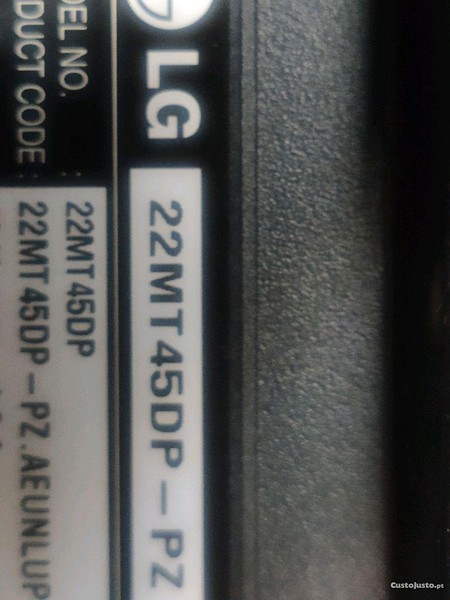 LG 22MT45DP-PZ
DEL NO. : 22MT45DP
DUCT CODE : 22MT45DP-PZ.AEUNLUP
CustoJusto.pt